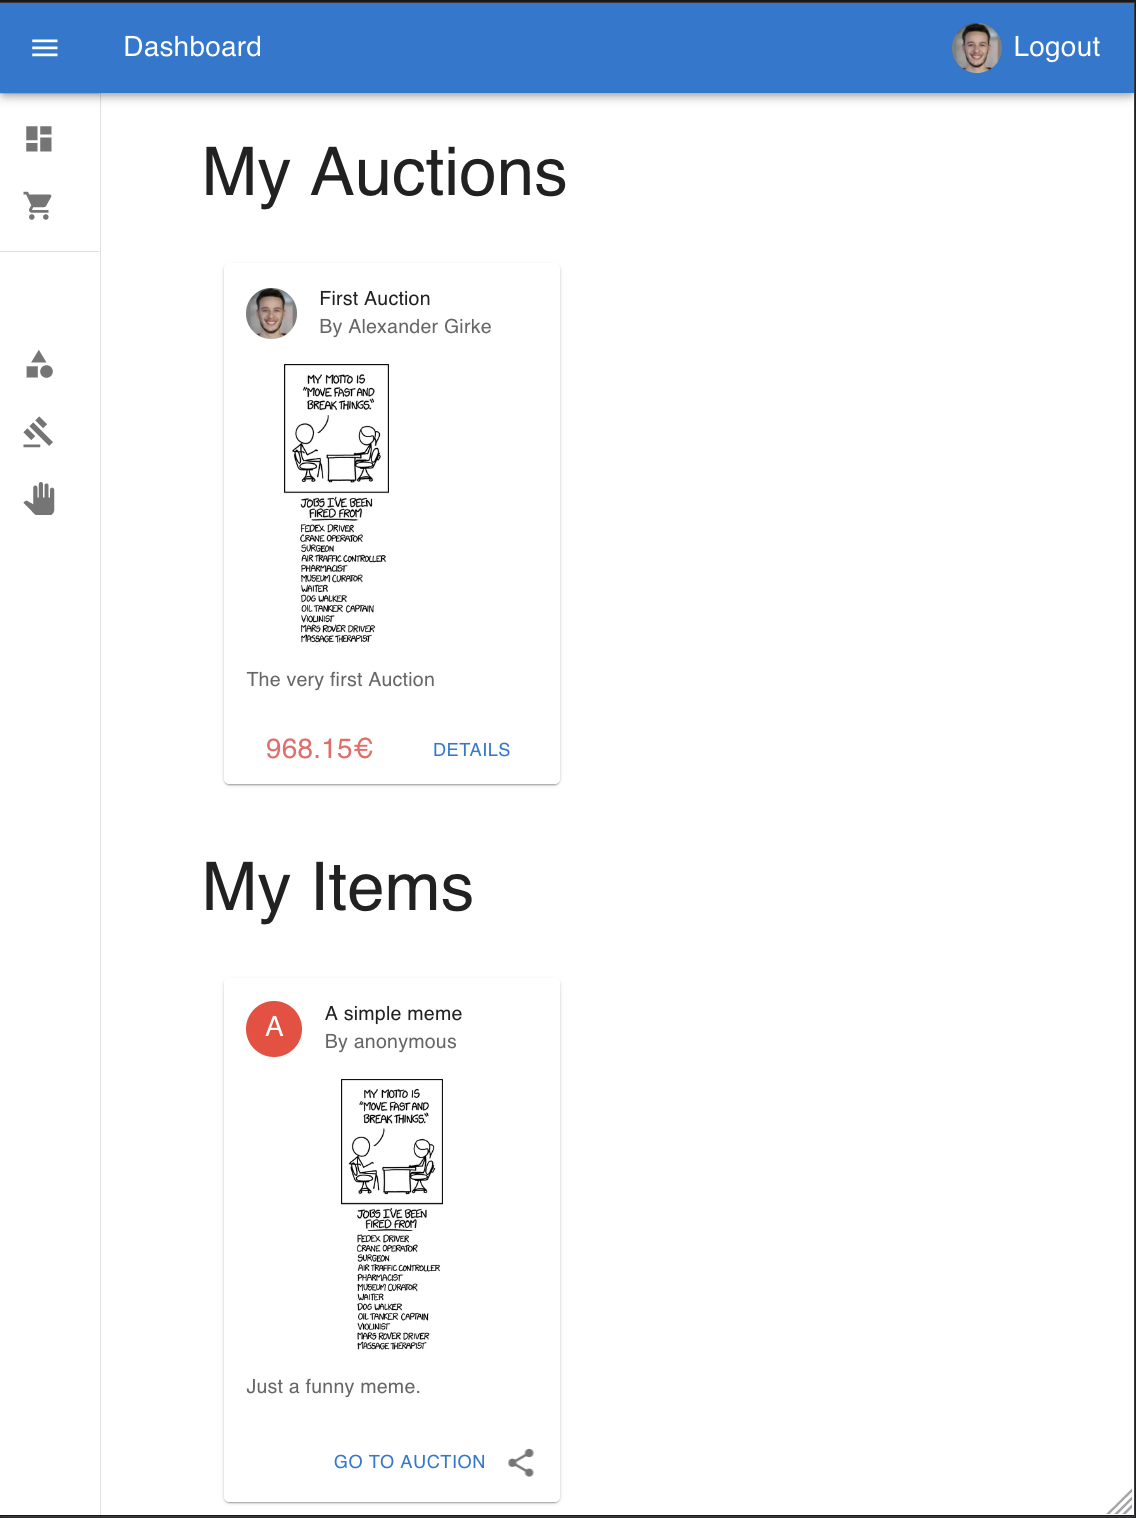 Dashboard
Logout
My Auctions
First Auction
By Alexander Girke
MY MOTTO IS
"MOVE FAST AND
BREAK THINGS."
JOBS I'VE BEEN
FIRED FROM
FEDEX DRIVER
CRANE OPERATOR
SURGEON
AIR TRAFFIC CONTROLLER
PHARMACIST
MUSEUM CURATOR
WAITER
DOG WALKER
OIL TANKER CAPTAIN
VIOLINIST
MARS ROVER DRIVER
MASSAGE THERAPIST
The very first Auction
968.15€
DETAILS
My Items
A
A simple meme
By anonymous
MY MOTTO IS
"MOVE FAST AND
BREAK THINGS."
JOBS I'VE BEEN
FIRED FROM
FEDEX DRIVER
CRANE OPERATOR
SURGEON
AIR TRAFFIC CONTROLLER
PHARMACIST
MUSEUM CURATOR
WAITER
DOG WALKER
OIL TANKER CAPTAIN
VIOLINIST
MARS ROVER DRIVER
MASSAGE THERAPIST
Just a funny meme.
GO TO AUCTION